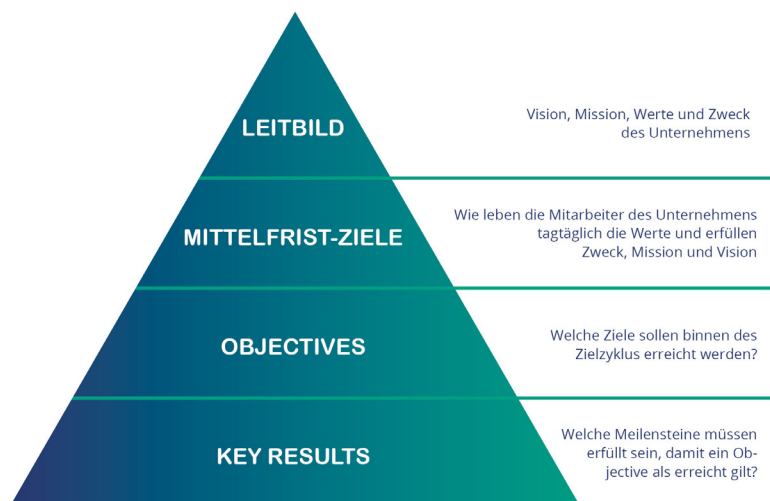 LEITBILD
Vision, Mission, Werte und Zweck
des Unternehmens
MITTELFRIST-ZIELE
Wie leben die Mitarbeiter des Unternehmens
tagtäglich die Werte und erfüllen
Zweck, Mission und Vision
OBJECTIVES
Welche Ziele sollen binnen des
Zielzyklus erreicht werden?
KEY RESULTS
Welche Meilensteine müssen
erfüllt sein, damit ein Ob-
jective als erreicht gilt?